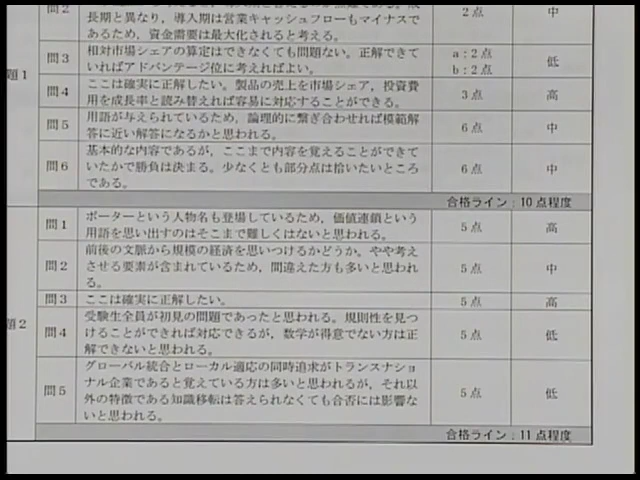 問2
長期と異なり，導入期は営業キャッシュフローもマイナスで
あるため，資金需要は最大化されると考える。
2点
中
題1
問3
相対市場シェアの算定はできなくても問題ない。正解できて
いればアドバンテージ位に考えればよい。
a：2点
b：2点
低
問4
ここは確実に正解したい。製品の売上を市場シェア，投資費
用を成長率と読み替えれば容易に対応することができる。
3点
高
問5
用語が与えられているため，論理的に繋ぎ合わせれば模範解
答に近い解答になるかと思われる。
6点
中
問6
基本的な内容であるが，ここまで内容を覚えることができて
いたかで勝負は決まる。少なくとも部分点は拾いたいところ
である。
6点
中
合格ライン：10点程度
題2
問1
ポーターという人物名も登場しているため，価値連鎖という
用語を思い出すのはそこまで難しくはないと思われる。
5点
高
問2
前後の文脈から規模の経済を思いつけるかどうか。やや考え
させる要素が含まれているため，間違えた方も多いと思われ
る。
5点
中
問3
ここは確実に正解したい。
5点
高
問4
受験生全員が初見の問題であったと思われる。規則性を見つ
けることができれば対応できるが，数学が得意でない方は正
解できないと思われる。
5点
低
問5
グローバル統合とローカル適応の同時追求がトランスナショ
ナル企業であると覚えている方は多いと思われるが，それ以
外の特徴である知識移転は答えられなくても合否には影響な
いと思われる。
5点
低
合格ライン：11点程度